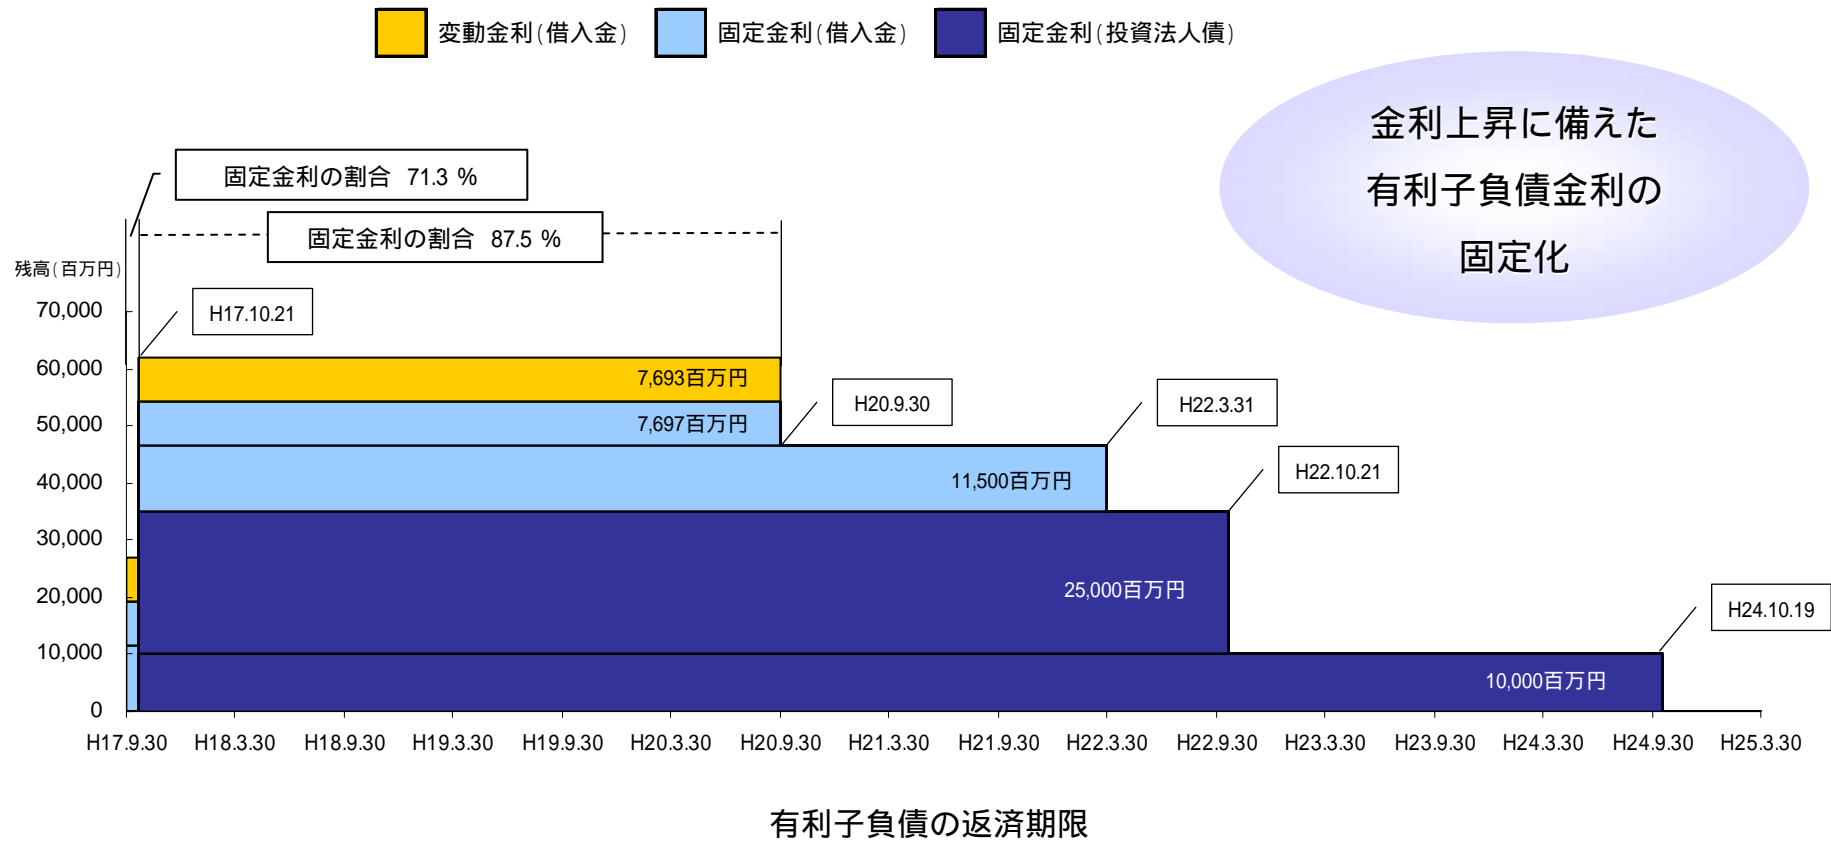 変動金利(借入金) 固定金利(借入金) 固定金利(投資法人債)
金利上昇に備えた
有利子負債金利の
固定化
固定金利の割合 71.3 %
固定金利の割合 87.5 %
残高(百万円)
70,000
60,000
50,000
40,000
30,000
20,000
10,000
0
H17.10.21
7,693百万円
7,697百万円
H20.9.30
H22.3.31
11,500百万円
H22.10.21
25,000百万円
H24.10.19
10,000百万円
H17.9.30 H18.3.30 H18.9.30 H19.3.30 H19.9.30 H20.3.30 H20.9.30 H21.3.30 H21.9.30 H22.3.30 H22.9.30 H23.3.30 H23.9.30 H24.3.30 H24.9.30 H25.3.30
有利子負債の返済期限